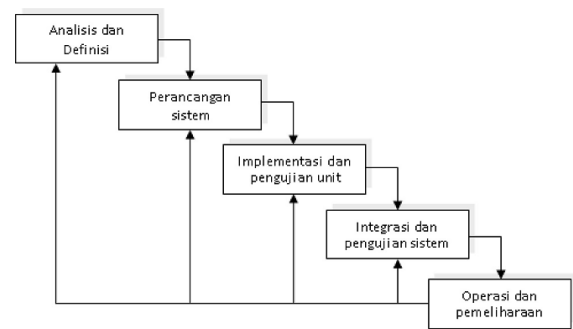 Analisis dan
Definisi
Perancangan
sistem
Implementasi dan
pengujian unit
Integrasi dan
pengujian sistem
Operasi dan
pemeliharaan